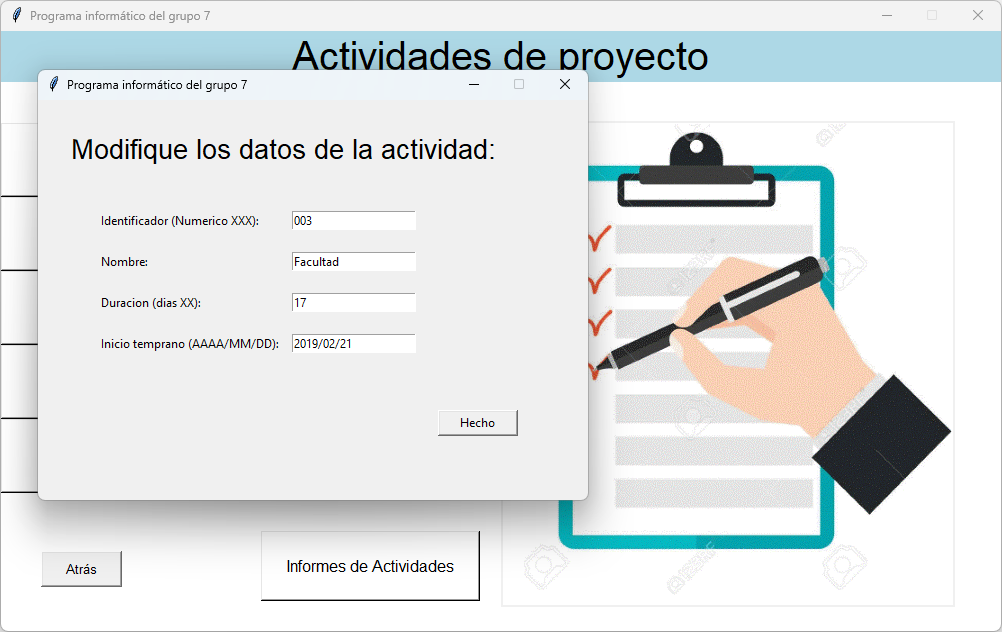 Programa informático del grupo 7
Actividades de proyecto
Programa informático del grupo 7
Modifique los datos de la actividad:
Identificador (Numerico XXX): 003
Nombre: Facultad
Duracion (dias XX): 17
Inicio temprano (AAAA/MM/DD): 2019/02/21
Hecho
Atrás
Informes de Actividades